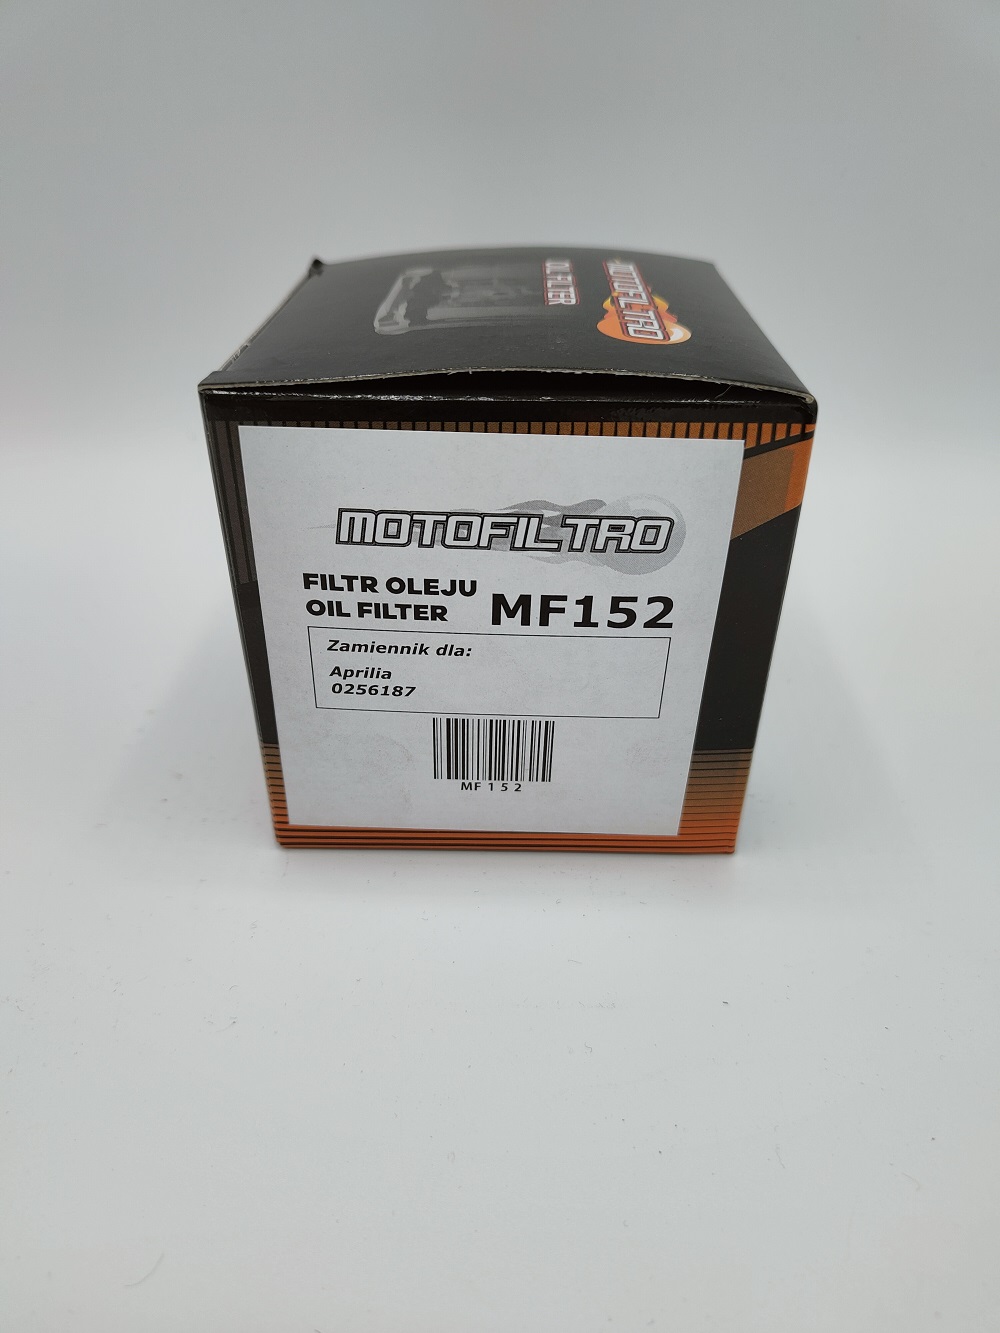 MOTOFILTRO
OIL FILTER
MOTOFILTRO
FILTR OLEJU
OIL FILTER
MF152
Zamiennik dla:
Aprilia
0256187
MF152